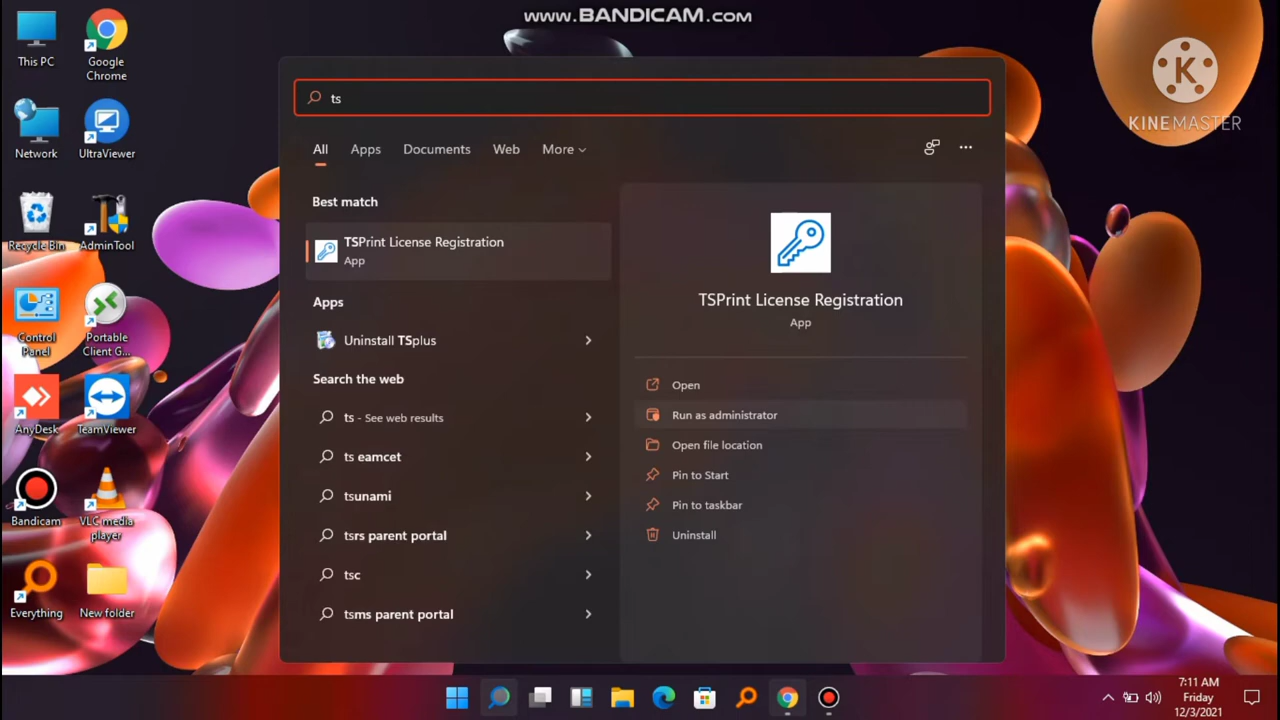 www.BANDICAM.com
KINEMASTER
This PC
Google
Chrome
Network
UltraViewer
Recycle Bin
AdminTool
Control
Panel
Portable
Client G...
AnyDesk
TeamViewer
Bandicam
VLC media
player
Everything
New folder
ts
All
Apps
Documents
Web
More
Best match
TSPrint License Registration
App
Apps
Uninstall TSplus
Search the web
ts - See web results
ts eamcet
tsunami
tsrs parent portal
tsc
tsms parent portal
TSPrint License Registration
App
Open
Run as administrator
Open file location
Pin to Start
Pin to taskbar
Uninstall
7:11 AM
Friday
12/3/2021